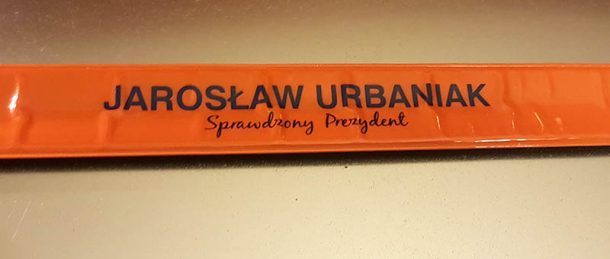 JAROSŁAW URBANIAK
Sprawdzony Prezydent